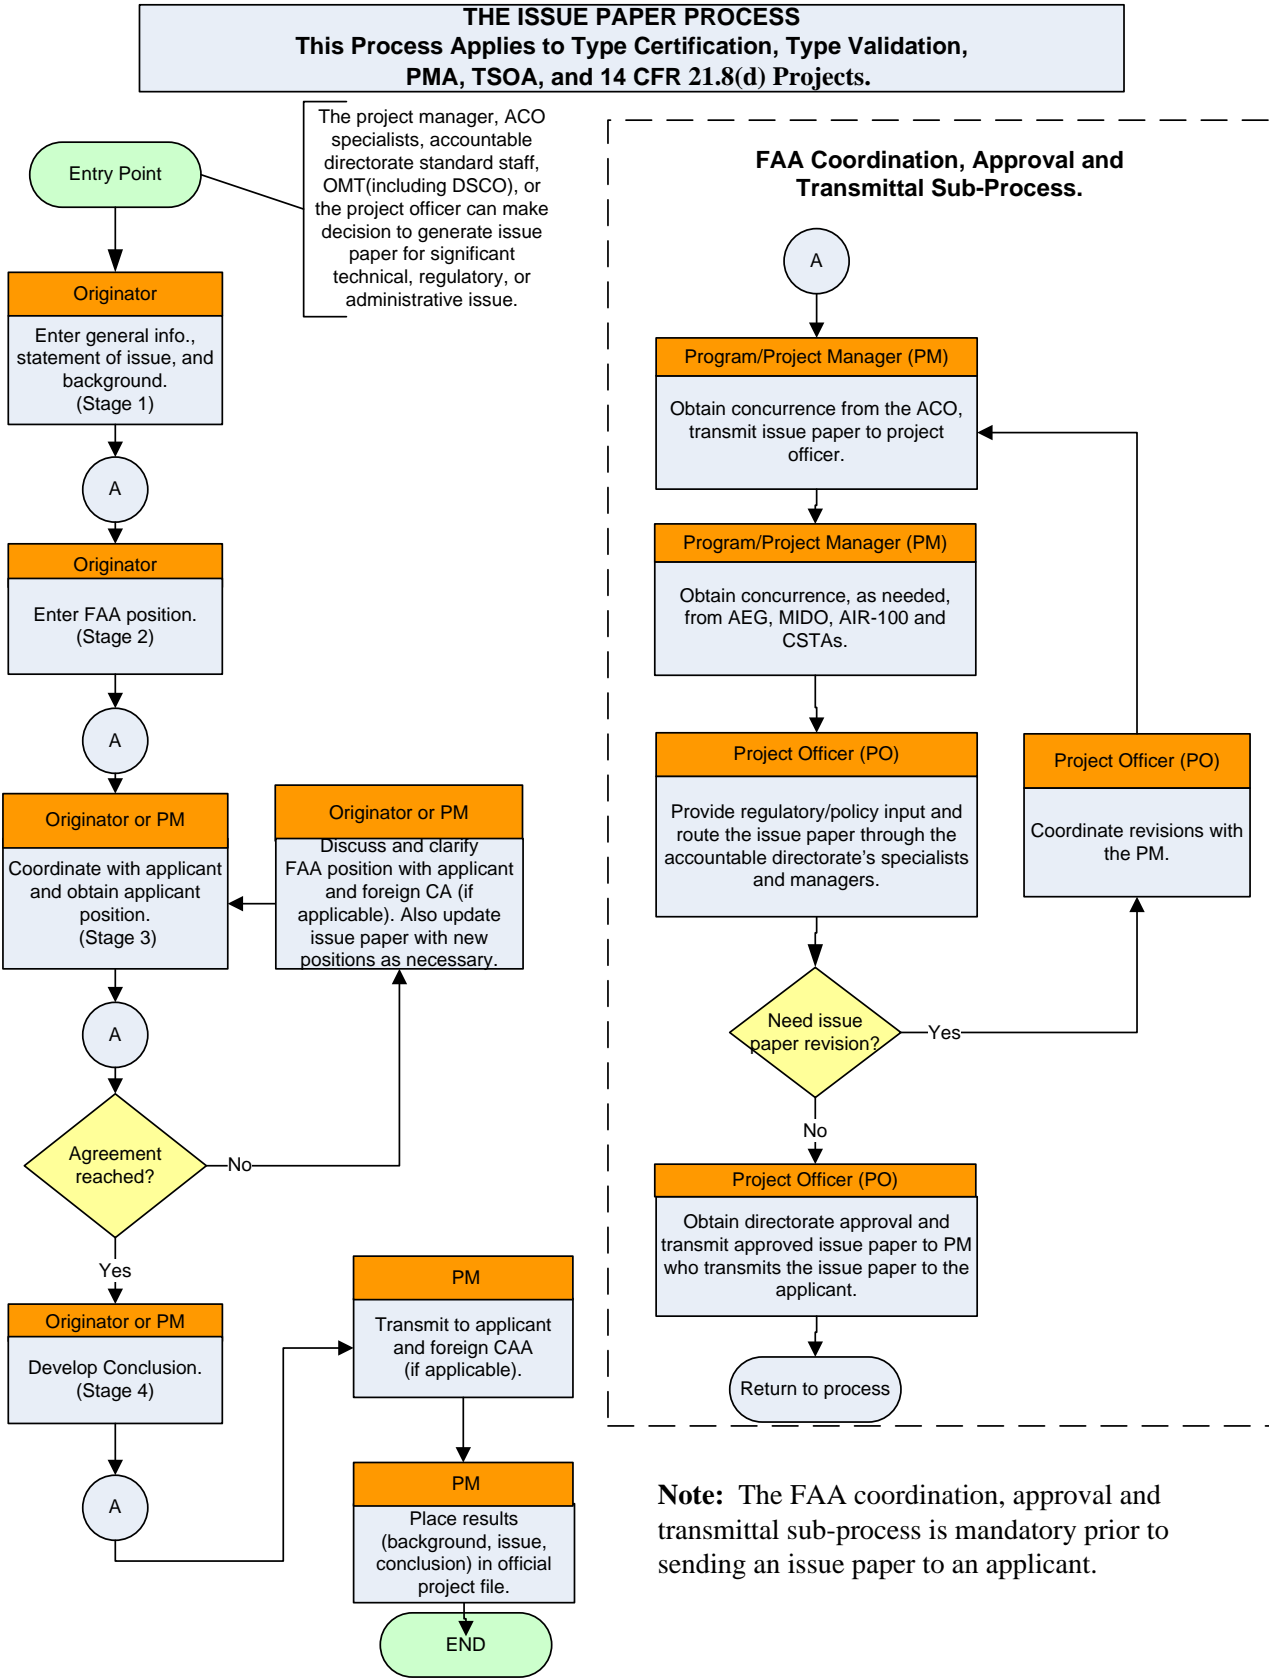 THE ISSUE PAPER PROCESS
This Process Applies to Type Certification, Type Validation,
PMA, TSOA, and 14 CFR 21.8(d) Projects.
Entry Point
The project manager, ACO
specialists, accountable
directorate standard staff,
OMT(including DSCO), or
the project officer can make
decision to generate issue
paper for significant
technical, regulatory, or
administrative issue.
Originator
Enter general info.,
statement of issue, and
background.
(Stage 1)
A
Originator
Enter FAA position.
(Stage 2)
A
Originator or PM
Coordinate with applicant
and obtain applicant
position.
(Stage 3)
Originator or PM
Discuss and clarify
FAA position with applicant
and foreign CA (if
applicable). Also update
issue paper with new
positions as necessary.
A
Agreement
reached?
No
Yes
Originator or PM
Develop Conclusion.
(Stage 4)
A
PM
Transmit to applicant
and foreign CAA
(if applicable).
PM
Place results
(background, issue,
conclusion) in official
project file.
END
FAA Coordination, Approval and
Transmittal Sub-Process.
A
Program/Project Manager (PM)
Obtain concurrence from the ACO,
transmit issue paper to project
officer.
Program/Project Manager (PM)
Obtain concurrence, as needed,
from AEG, MIDO, AIR-100 and
CSTAs.
Project Officer (PO)
Provide regulatory/policy input and
route the issue paper through the
accountable directorate's specialists
and managers.
Project Officer (PO)
Coordinate revisions with
the PM.
Need issue
paper revision?
Yes
No
Project Officer (PO)
Obtain directorate approval and
transmit approved issue paper to PM
who transmits the issue paper to the
applicant.
Return to process
Note: The FAA coordination, approval and
transmittal sub-process is mandatory prior to
sending an issue paper to an applicant.